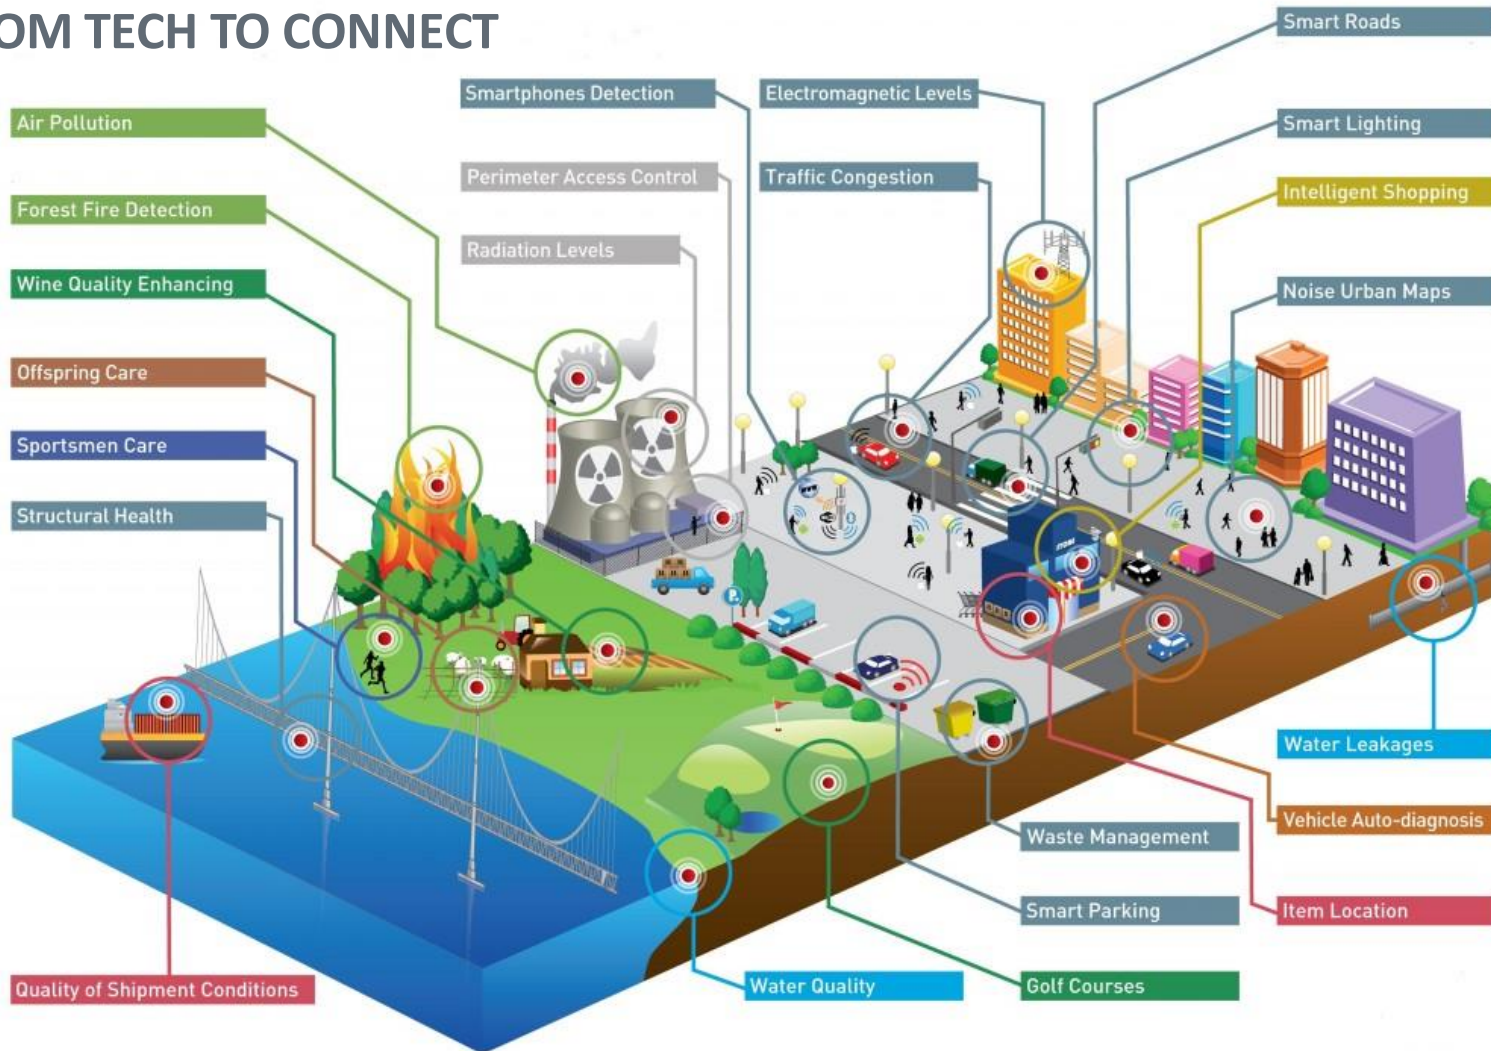 OM TECH TO CONNECT
Smart Roads
Smartphones Detection
Electromagnetic Levels
Air Pollution
Smart Lighting
Perimeter Access Control
Traffic Congestion
Intelligent Shopping
Forest Fire Detection
Radiation Levels
Wine Quality Enhancing
Noise Urban Maps
Offspring Care
Sportsmen Care
Structural Health
STORE
P
Water Leakages
Vehicle Auto-diagnosis
Waste Management
Smart Parking
Item Location
Quality of Shipment Conditions
Water Quality
Golf Courses